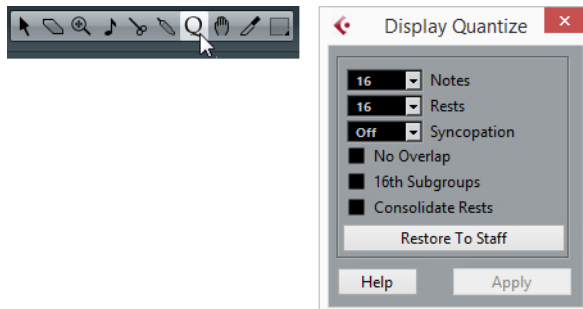 Q
Display Quantize
16 Notes
16 Rests
Off Syncopation
No Overlap
16th Subgroups
Consolidate Rests
Restore To Staff
Help Apply